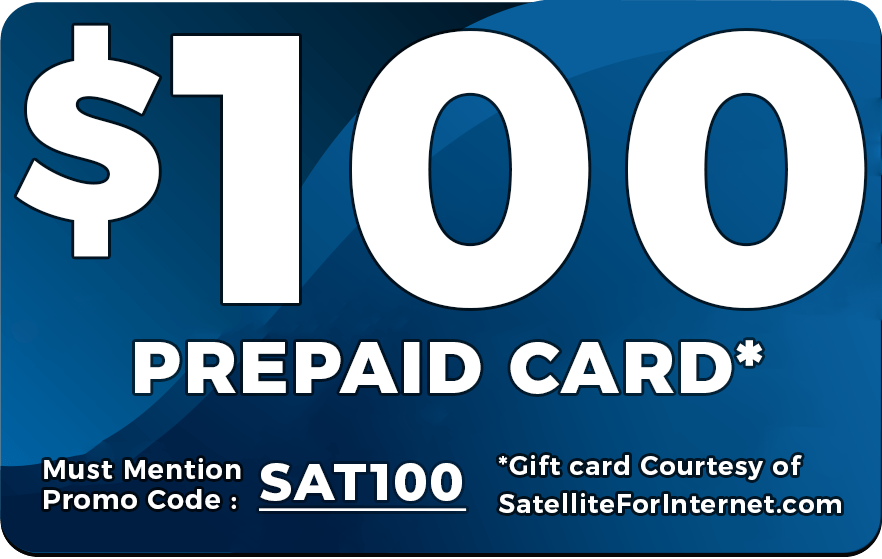 $100
PREPAID CARD*
Must Mention
Promo Code : SAT100
*Gift card Courtesy of
SatelliteForInternet.com